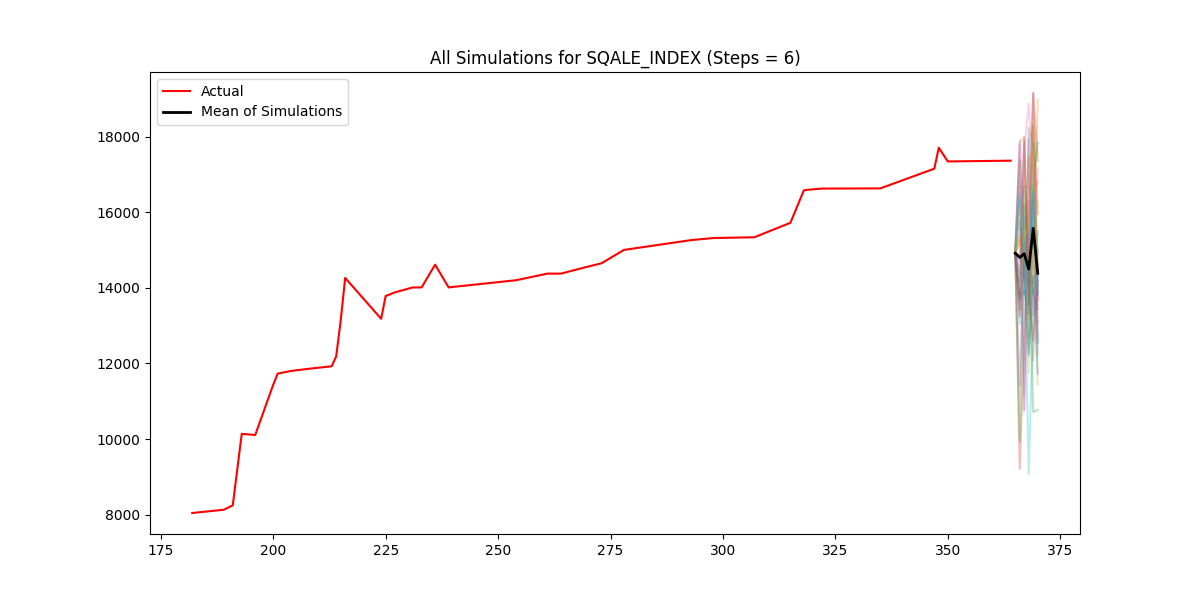 All Simulations for SQALE_INDEX (Steps = 6)
Actual
Mean of Simulations
18000
16000
14000
12000
10000
8000
175 200 225 250 275 300 325 350 375